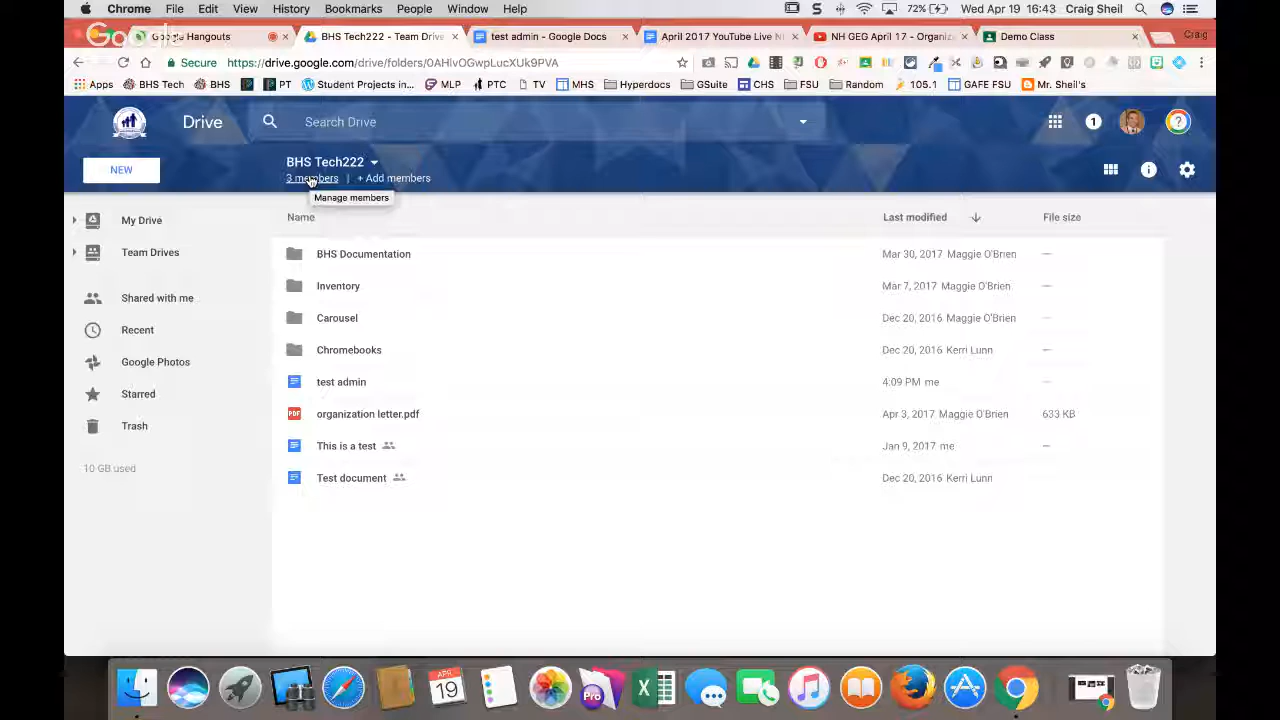 Chrome File Edit View History Bookmarks People Window Help 72% Wed Apr 19 16:43 Craig Sheil
Google
Google Hangouts BHS Tech222 - Team Drive test admin - Google Docs April 2017 YouTube Live N NH GEG April 17 - Organiz Demo Class Craig
Secure https://drive.google.com/drive/folders/0AHlvOGwpLucXUk9PVA
Apps BHS Tech BHS PT Student Projects in... MLP PTC TV MHS Hyperdocs GSuite CHS FSU Random 105.1 GAFE FSU Mr. Sheil's
Drive Search Drive 1
NEW BHS Tech222
3 members | + Add members
Manage members
Name Last modified File size
My Drive
Team Drives
Shared with me
Recent
Google Photos
Starred
Trash
10 GB used
BHS Documentation Mar 30, 2017 Maggie O'Brien —
Inventory Mar 7, 2017 Maggie O'Brien —
Carousel Dec 20, 2016 Maggie O'Brien —
Chromebooks Dec 20, 2016 Kerri Lunn —
test admin 4:09 PM me —
PDF organization letter.pdf Apr 3, 2017 Maggie O'Brien 633 KB
This is a test Jan 9, 2017 me —
Test document Dec 20, 2016 Kerri Lunn
APR
19
Pro